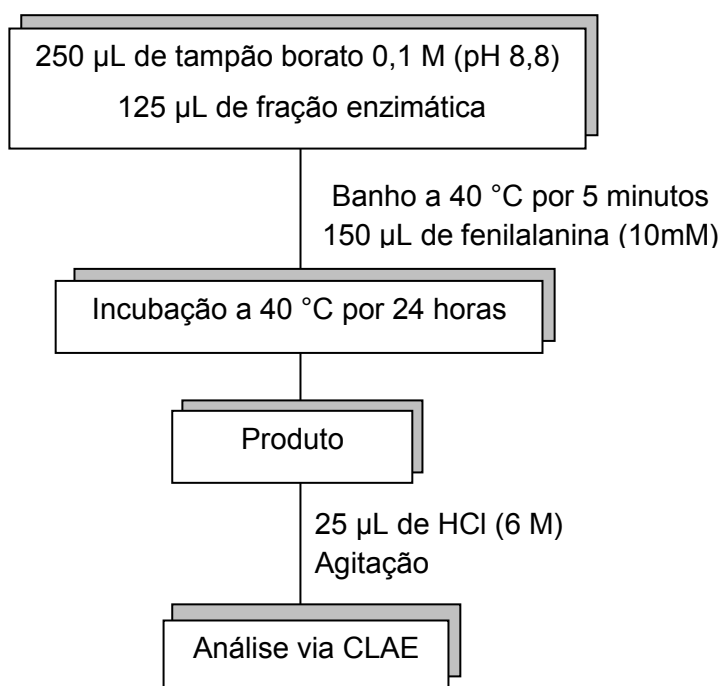 250 µL de tampão borato 0,1 M (pH 8,8)
125 µL de fração enzimática
Banho a 40 °C por 5 minutos
150 µL de fenilalanina (10mM)
Incubação a 40 °C por 24 horas
Produto
25 µL de HCl (6 M)
Agitação
Análise via CLAE